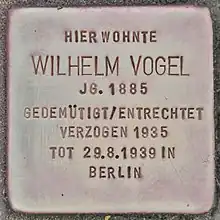 HIER WOHNTE
WILHELM VOGEL
JG. 1885
GEDEMÜTIGT/ENTRECHTET
VERZOGEN 1935
TOT 29.8.1939 IN
BERLIN